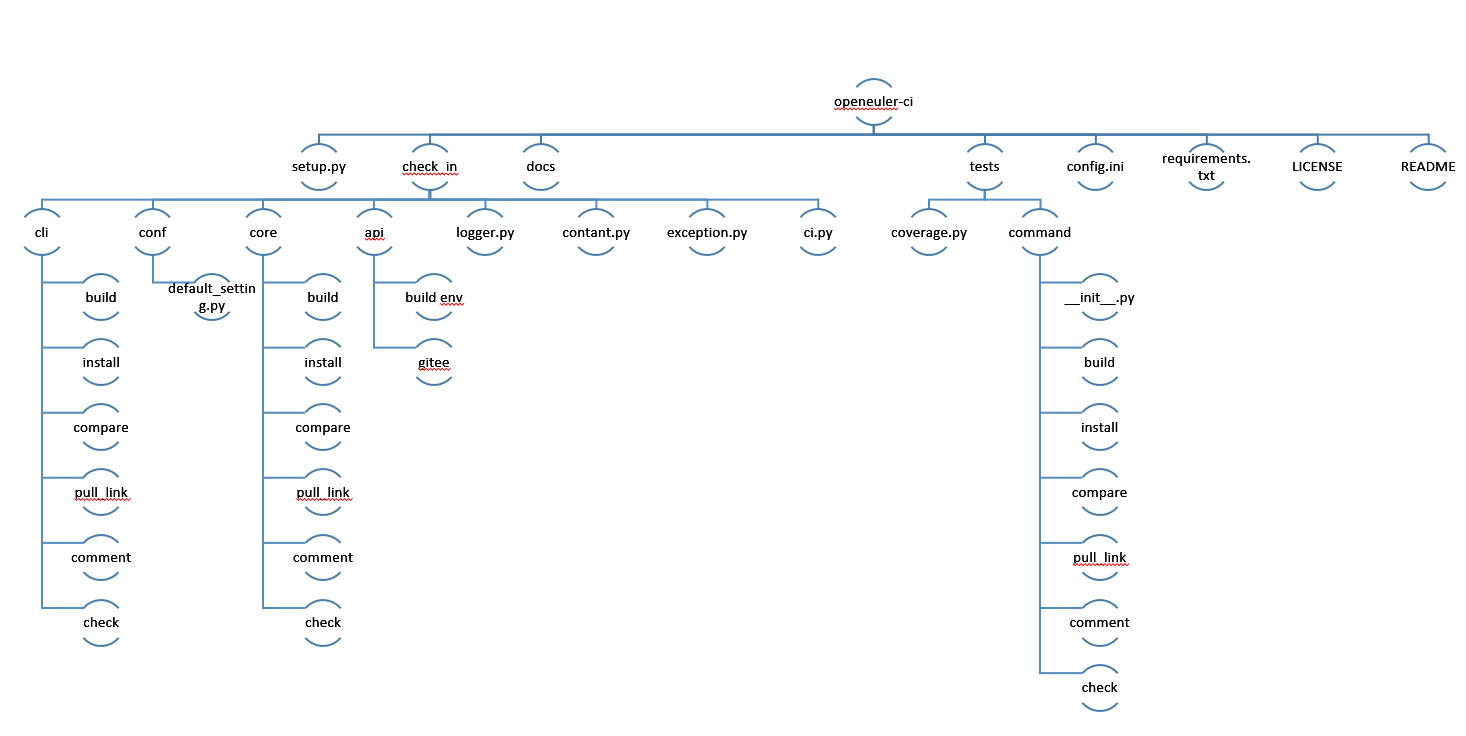 openeuler-ci
setup.py
check_in
docs
tests
config.ini
requirements.
txt
LICENSE
README
cli
conf
core
api
logger.py
contant.py
exception.py
ci.py
coverage.py
command
build
default_settin
g.py
build
build env
__init__.py
install
install
gitee
build
compare
compare
install
pull_link
pull_link
compare
comment
comment
pull_link
check
check
comment
check